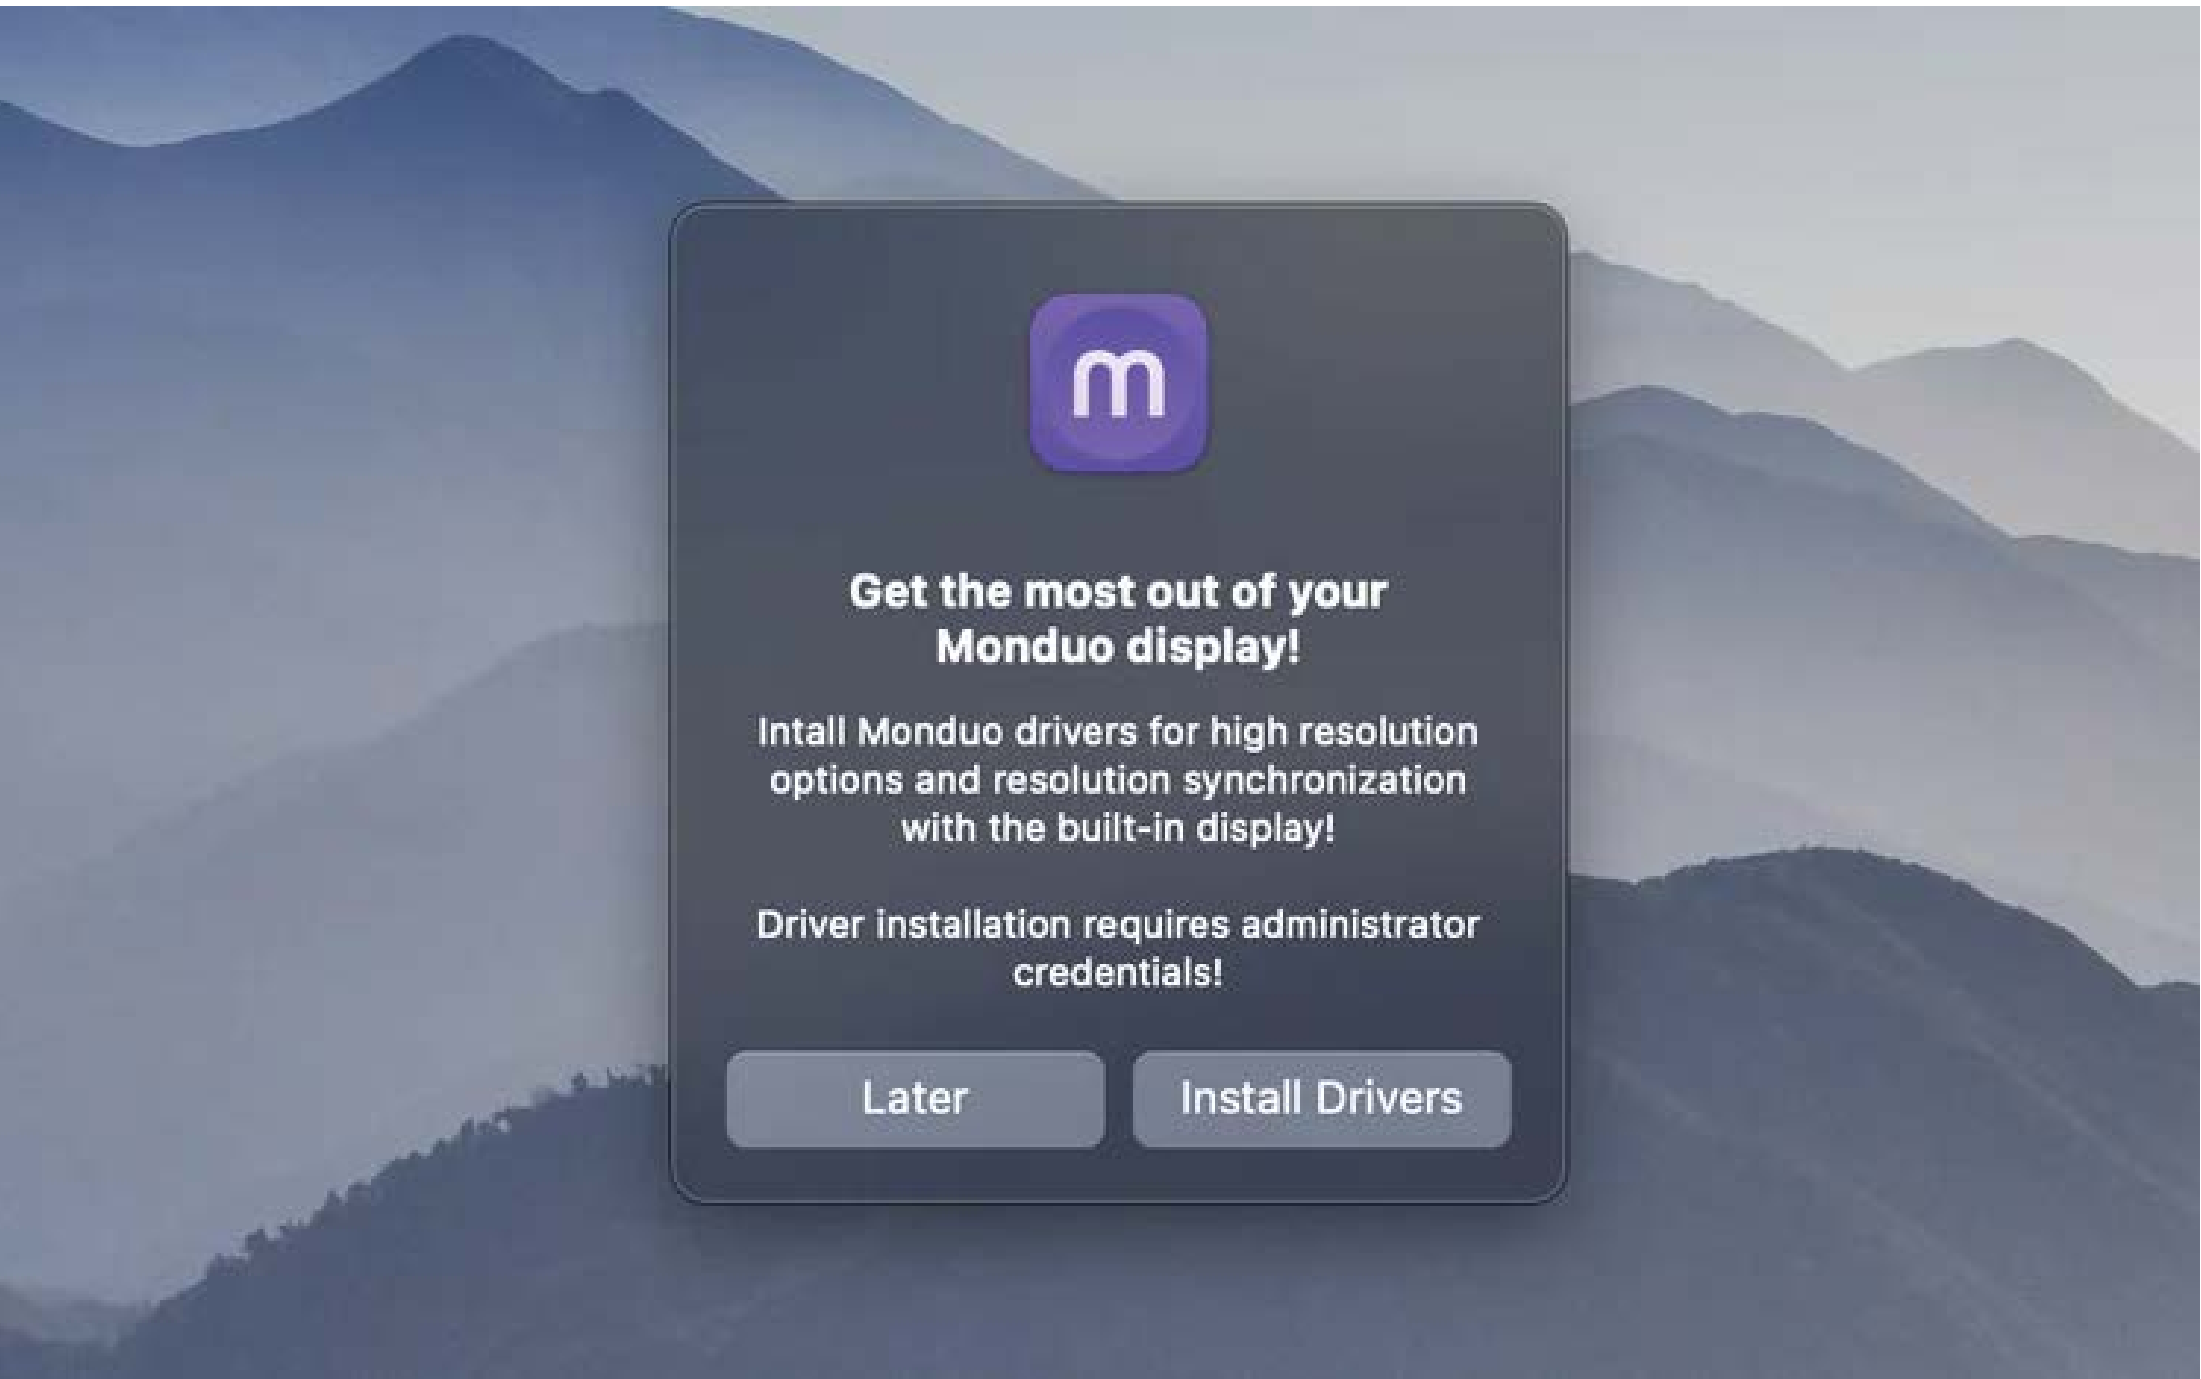 m
Get the most out of your
Monduo display!
Intall Monduo drivers for high resolution
options and resolution synchronization
with the built-in display!
Driver installation requires administrator
credentials!
Later
Install Drivers